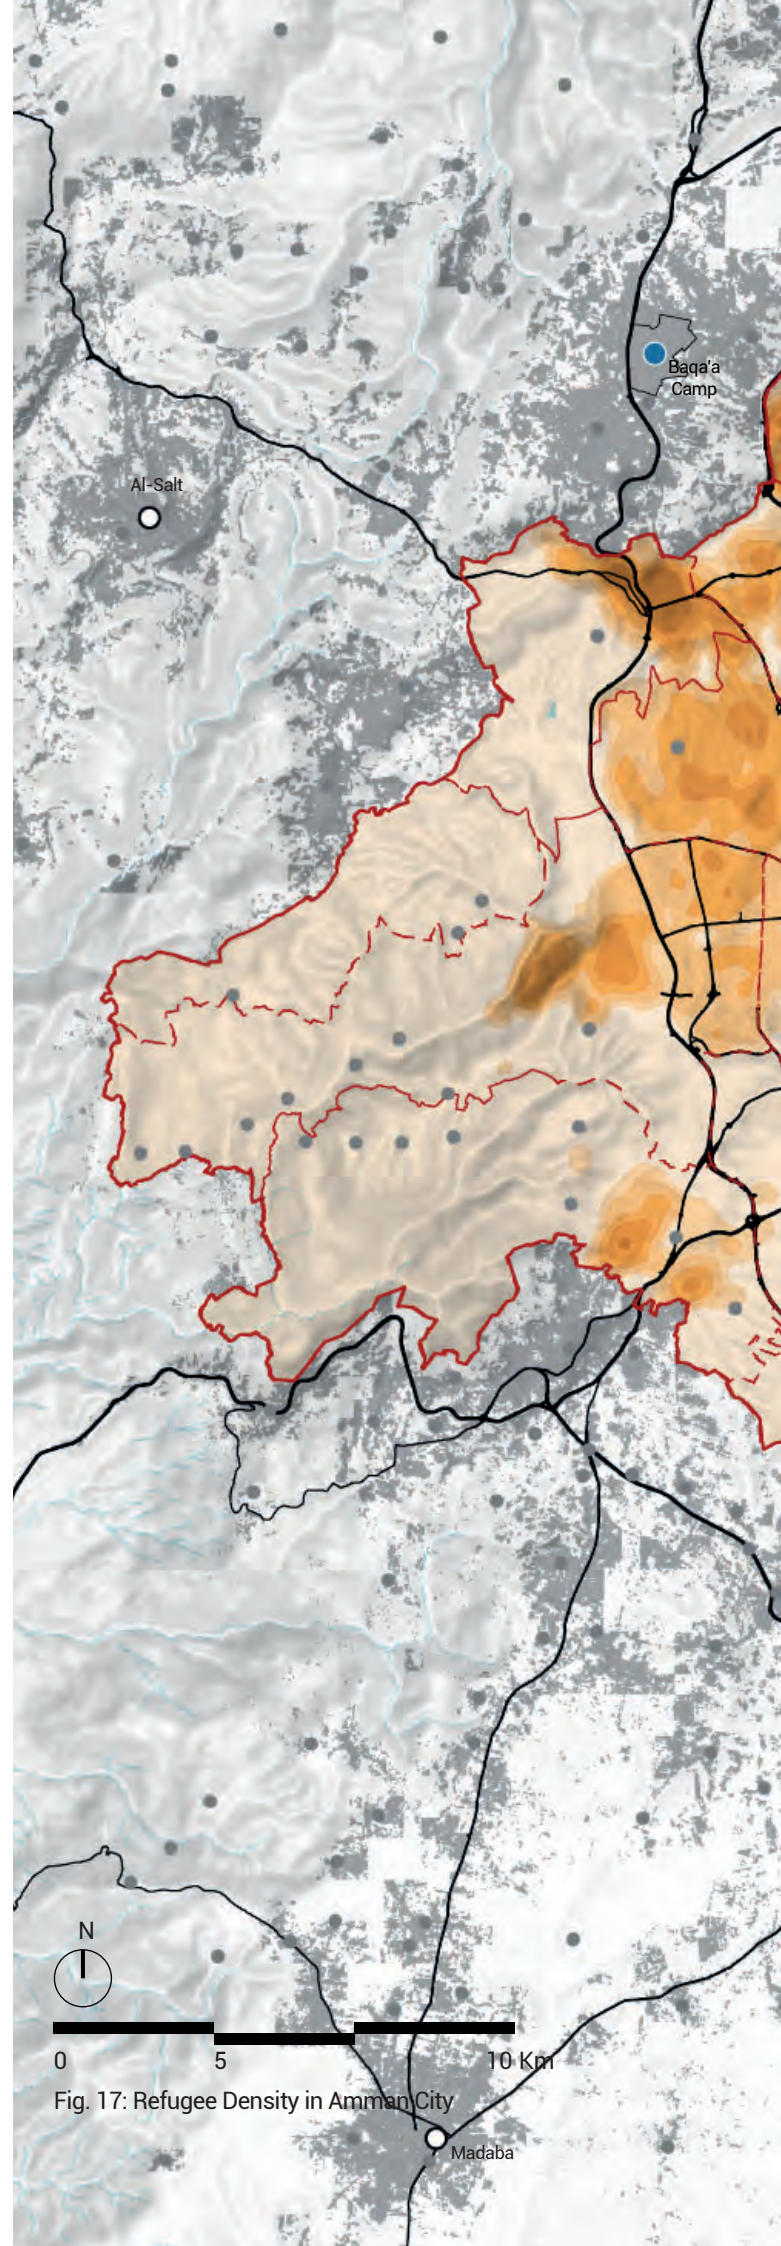 Baqa'a
Camp
Al-Salt
N
0 5 10 Km
Fig. 17: Refugee Density in Amman City
Madaba